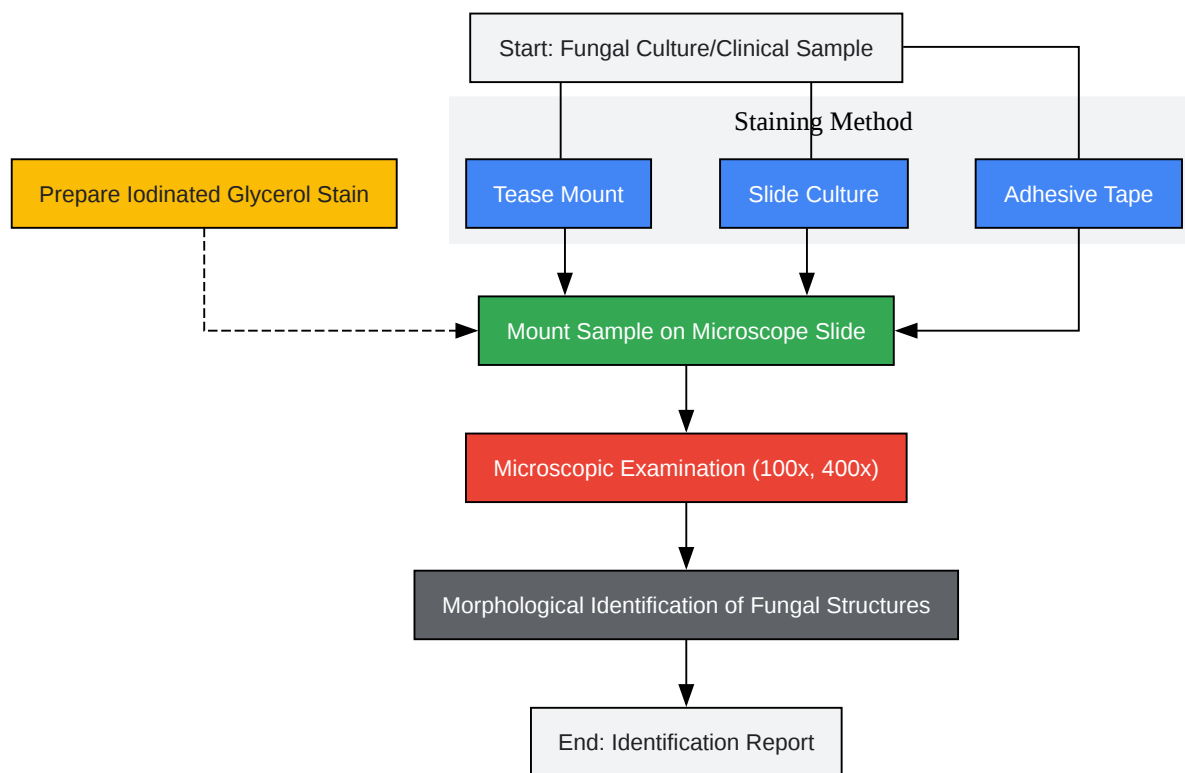 Start: Fungal Culture/Clinical Sample
Staining Method
Prepare Iodinated Glycerol Stain
Tease Mount
Slide Culture
Adhesive Tape
Mount Sample on Microscope Slide
Microscopic Examination (100x, 400x)
Morphological Identification of Fungal Structures
End: Identification Report